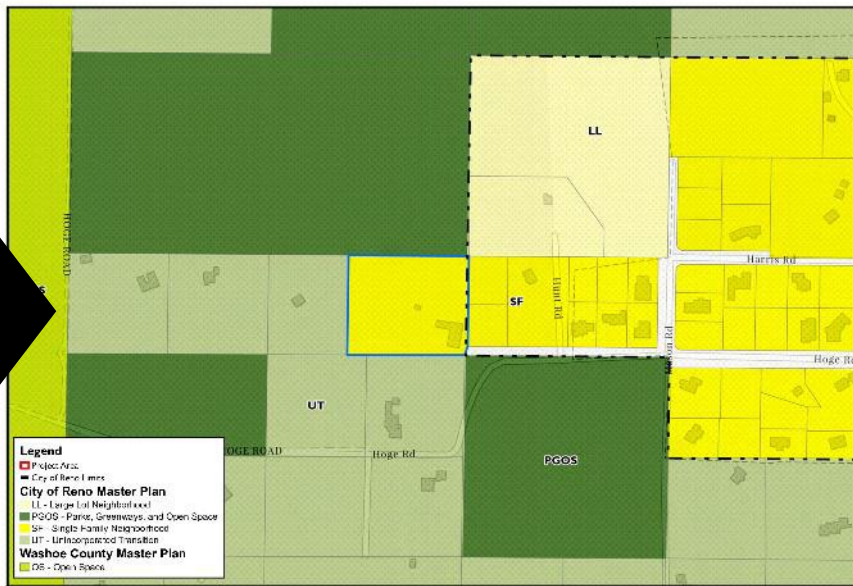 LL
HOGE ROAD
Harris Rd
S
SF
Hunt Rd
Hoge Rd
UT
HOGE ROAD
Hoge Rd
PGOS
Legend
Project Area
City of Reno Limits
City of Reno Master Plan
LL - Large Lot Neighborhood
PGOS - Parks, Greenways, and Open Space
SF - Single Family Neighborhood
UT - Unincorporated Transition
Washoe County Master Plan
OS - Open Space